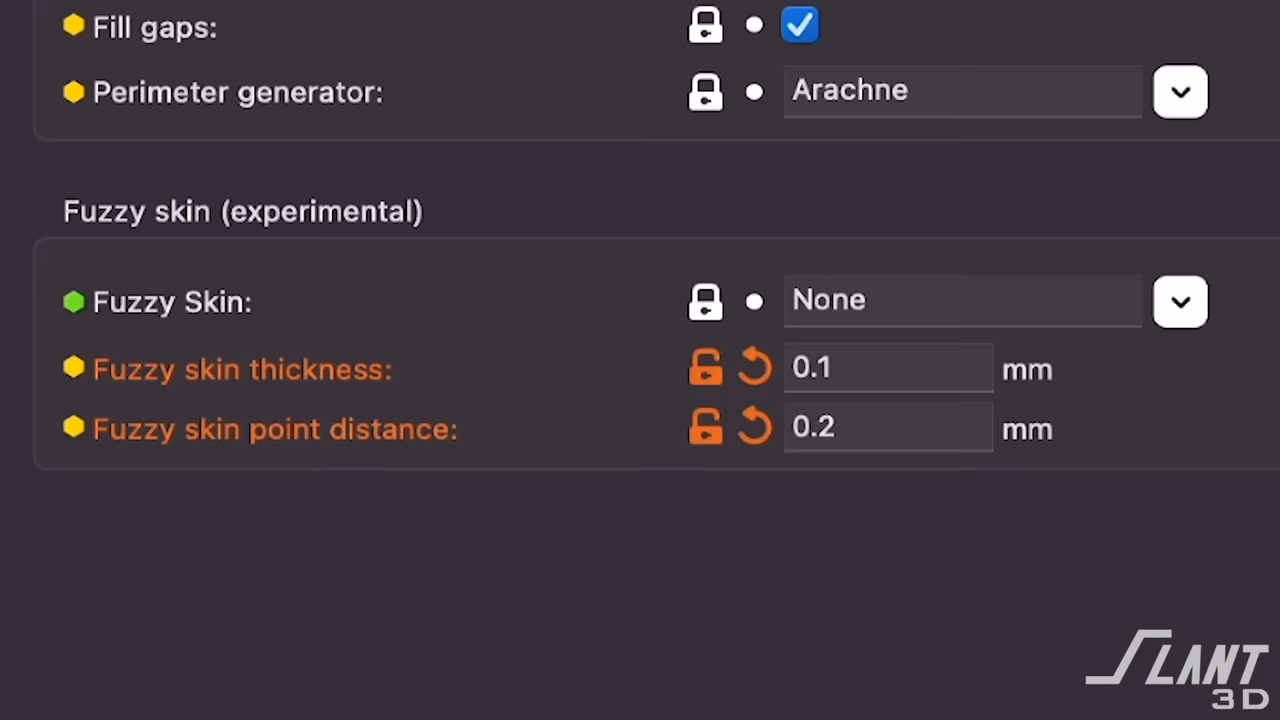 Fill gaps:
Perimeter generator: Arachne
Fuzzy skin (experimental)
Fuzzy Skin: None
Fuzzy skin thickness: 0.1 mm
Fuzzy skin point distance: 0.2 mm
SLANT
3D